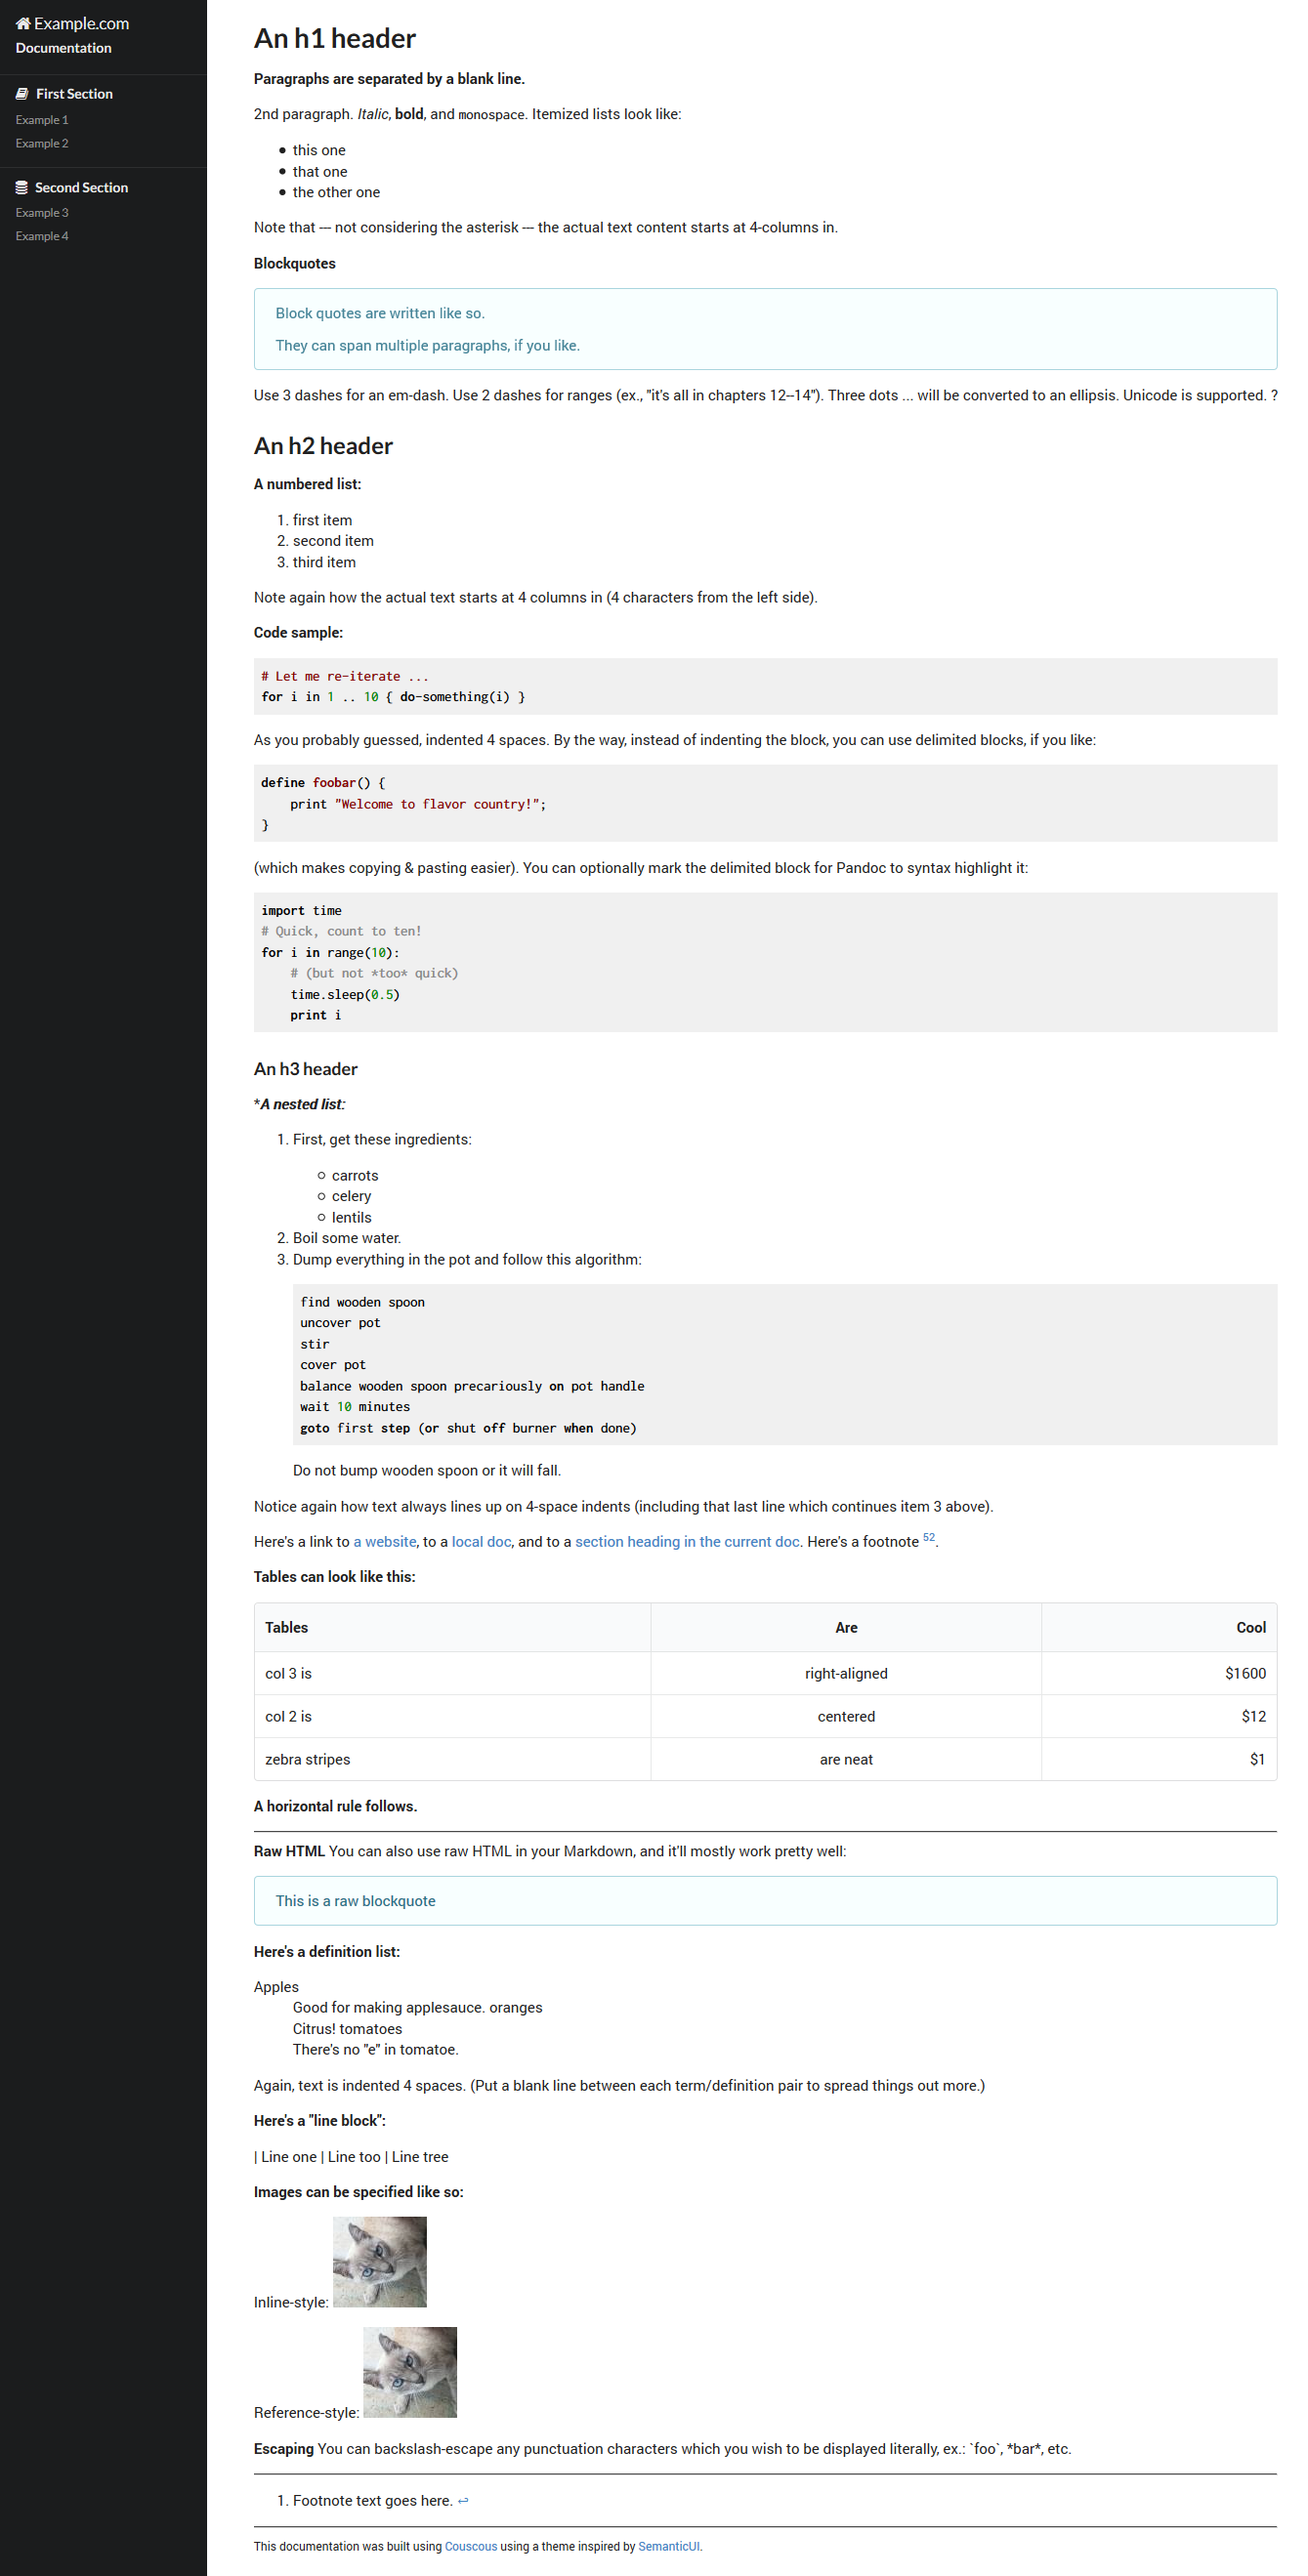 Example.com
Documentation
First Section
Example 1
Example 2
Second Section
Example 3
Example 4
An h1 header
Paragraphs are separated by a blank line.
2nd paragraph. Italic, bold, and monospace. Itemized lists look like:
• this one
• that one
• the other one
Note that --- not considering the asterisk --- the actual text content starts at 4-columns in.
Blockquotes
Block quotes are written like so.
They can span multiple paragraphs, if you like.
Use 3 dashes for an em-dash. Use 2 dashes for ranges (ex., "it's all in chapters 12--14"). Three dots ... will be converted to an ellipsis. Unicode is supported. ?
An h2 header
A numbered list:
1. first item
2. second item
3. third item
Note again how the actual text starts at 4 columns in (4 characters from the left side).
Code sample:
# Let me re-iterate ...
for i in 1 .. 10 { do-something(i) }
As you probably guessed, indented 4 spaces. By the way, instead of indenting the block, you can use delimited blocks, if you like:
define foobar() {
    print "Welcome to flavor country!";
}
(which makes copying & pasting easier). You can optionally mark the delimited block for Pandoc to syntax highlight it:
import time
# Quick, count to ten!
for i in range(10):
    # (but not *too* quick)
    time.sleep(0.5)
    print i
An h3 header
*A nested list:
1. First, get these ingredients:
○ carrots
○ celery
○ lentils
2. Boil some water.
3. Dump everything in the pot and follow this algorithm:
find wooden spoon
uncover pot
stir
cover pot
balance wooden spoon precariously on pot handle
wait 10 minutes
goto first step (or shut off burner when done)
Do not bump wooden spoon or it will fall.
Notice again how text always lines up on 4-space indents (including that last line which continues item 3 above).
Here's a link to a website, to a local doc, and to a section heading in the current doc. Here's a footnote 52.
Tables can look like this:
Tables Are Cool
col 3 is right-aligned $1600
col 2 is centered $12
zebra stripes are neat $1
A horizontal rule follows.
Raw HTML You can also use raw HTML in your Markdown, and it'll mostly work pretty well:
This is a raw blockquote
Here's a definition list:
Apples
Good for making applesauce. oranges
Citrus! tomatoes
There's no "e" in tomatoe.
Again, text is indented 4 spaces. (Put a blank line between each term/definition pair to spread things out more.)
Here's a "line block":
| Line one | Line too | Line tree
Images can be specified like so:
Inline-style:
Reference-style:
Escaping You can backslash-escape any punctuation characters which you wish to be displayed literally, ex.: `foo`, *bar*, etc.
1. Footnote text goes here. ↩
This documentation was built using Couscous using a theme inspired by SemanticUI.